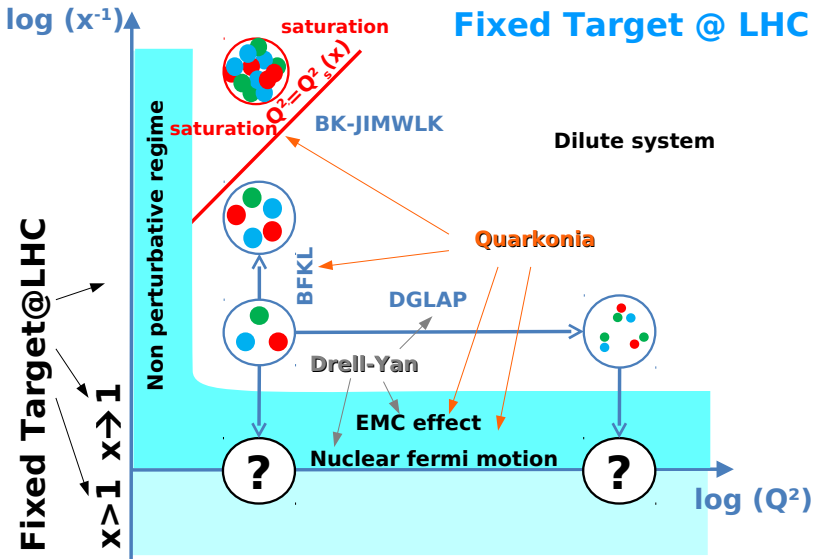 log (x⁻¹)
Fixed Target @ LHC
saturation
Q²=Q²ₛ(x)
saturation
BK-JIMWLK
Dilute system
Non perturbative regime
Quarkonia
BFKL
DGLAP
Fixed Target@LHC
Drell-Yan
x→1
EMC effect
Nuclear fermi motion
?
?
x>1
log (Q²)